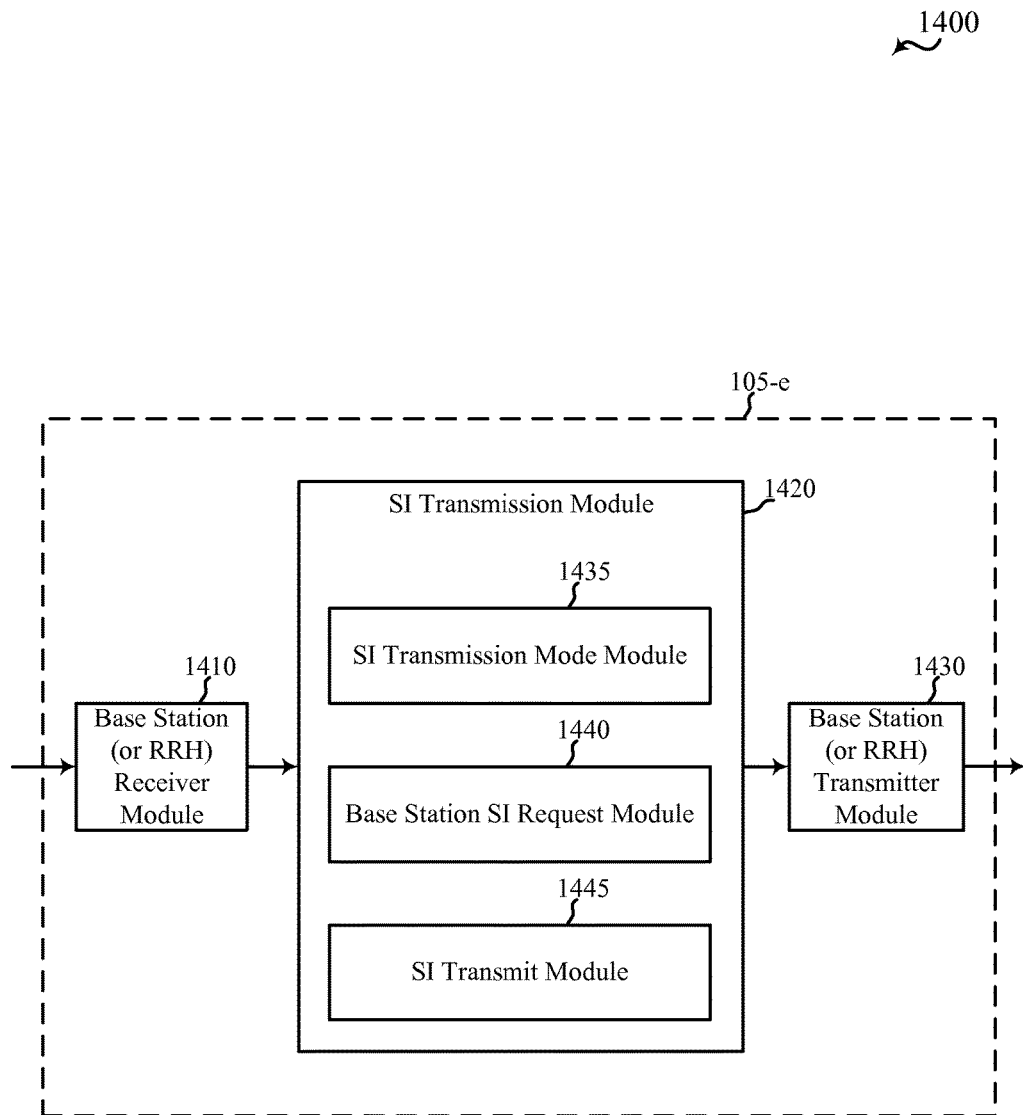 1400
105-e
1420
SI Transmission Module
1435
SI Transmission Mode Module
1410
Base Station
(or RRH)
Receiver
Module
1440
Base Station SI Request Module
1430
Base Station
(or RRH)
Transmitter
Module
1445
SI Transmit Module